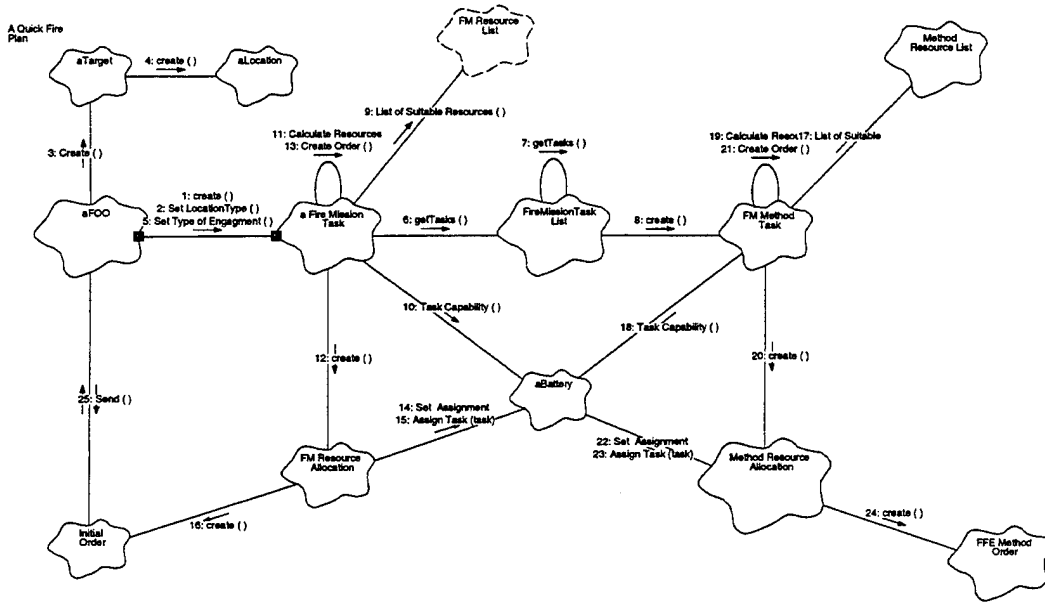 A Quick Fire
Plan
FM Resource
List
Method
Resource List
aTarget
4: create ( )
aLocation
9: List of Suitable Resources ( )
11: Calculate Resources
13: Create Order ( )
7: getTasks ( )
19: Calculate Resou
17: List of Suitable
21: Create Order ( )
3: Create ( )
1: create ( )
2: Set LocationType ( )
5: Set Type of Engagment ( )
aFOO
a Fire Mission
Task
6: getTasks ( )
FireMissionTask
List
8: create ( )
FM Method
Task
10: Task Capability ( )
18: Task Capability ( )
12: create ( )
20: create ( )
aBattery
25: Send ( )
14: Set Assignment
15: Assign Task (task)
22: Set Assignment
23: Assign Task (task)
FM Resource
Allocation
Method Resource
Allocation
16: create ( )
24: create ( )
Initial
Order
FFE Method
Order